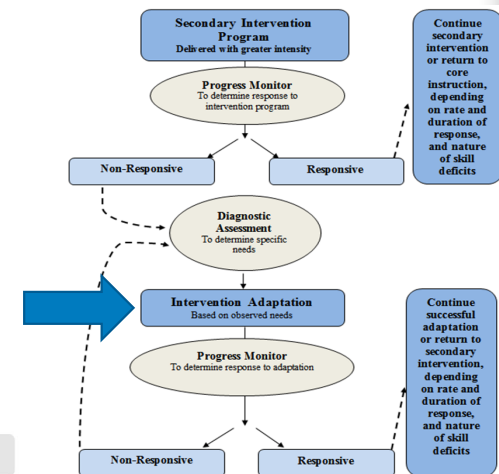 Secondary Intervention
Program
Delivered with greater intensity
Continue
secondary
intervention
or return to
core
instruction,
depending
on rate and
duration of
response,
and nature
of skill
deficits
Progress Monitor
To determine response to
intervention program
Non-Responsive
Responsive
Diagnostic
Assessment
To determine specific
needs
Intervention Adaptation
Based on observed needs
Continue
successful
adaptation
or return to
secondary
intervention,
depending
on rate and
duration of
response,
and nature
of skill
deficits
Progress Monitor
To determine response to adaptation
Non-Responsive
Responsive